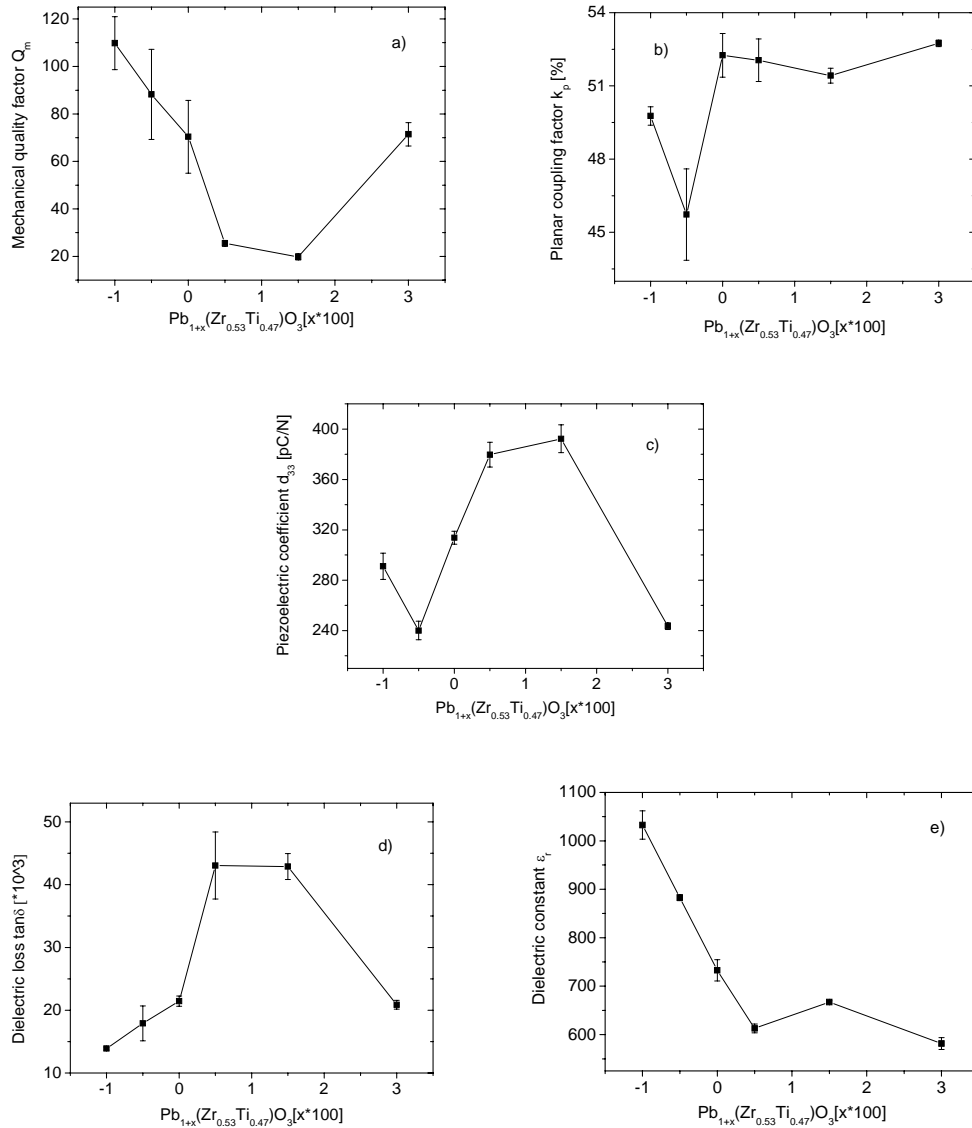 a)
Mechanical quality factor Qm
120
100
80
60
40
20
-1 0 1 2 3
Pb1+x(Zr0.53Ti0.47)O3[x*100]
b)
Planar coupling factor kp [%]
54
51
48
45
-1 0 1 2 3
Pb1+x(Zr0.53Ti0.47)O3[x*100]
c)
Piezoelectric coefficient d33 [pC/N]
400
360
320
280
240
-1 0 1 2 3
Pb1+x(Zr0.53Ti0.47)O3[x*100]
d)
Dielectric loss tanδ [*10^3]
50
40
30
20
10
-1 0 1 2 3
Pb1+x(Zr0.53Ti0.47)O3[x*100]
e)
Dielectric constant εr
1100
1000
900
800
700
600
-1 0 1 2 3
Pb1+x(Zr0.53Ti0.47)O3[x*100]